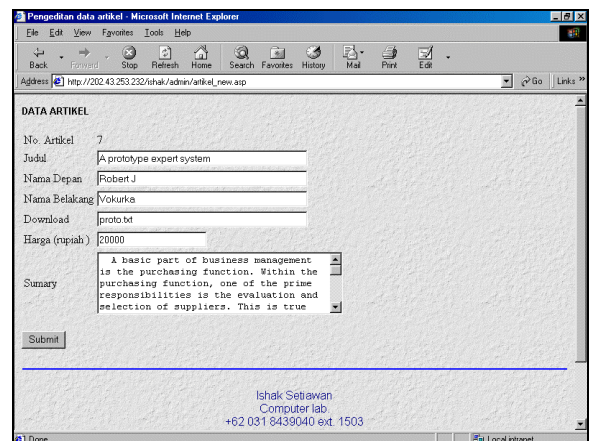 Pengeditan data artikel - Microsoft Internet Explorer
File Edit View Favorites Tools Help
Back Forward Stop Refresh Home Search Favorites History Mail Print Edit
Address http://202.43.253.232/ishak/admin/artikel_new.asp Go Links »
DATA ARTIKEL
No. Artikel 7
Judul A prototype expert system
Nama Depan Robert J
Nama Belakang Vokurka
Download proto.txt
Harga (rupiah ) 20000
Sumary
A basic part of business management
is the purchasing function. Within the
purchasing function, one of the prime
responsibilities is the evaluation and
selection of suppliers. This is true
Submit
Ishak Setiawan
Computer lab.
+62 031 8439040 ext. 1503
Done Local intranet